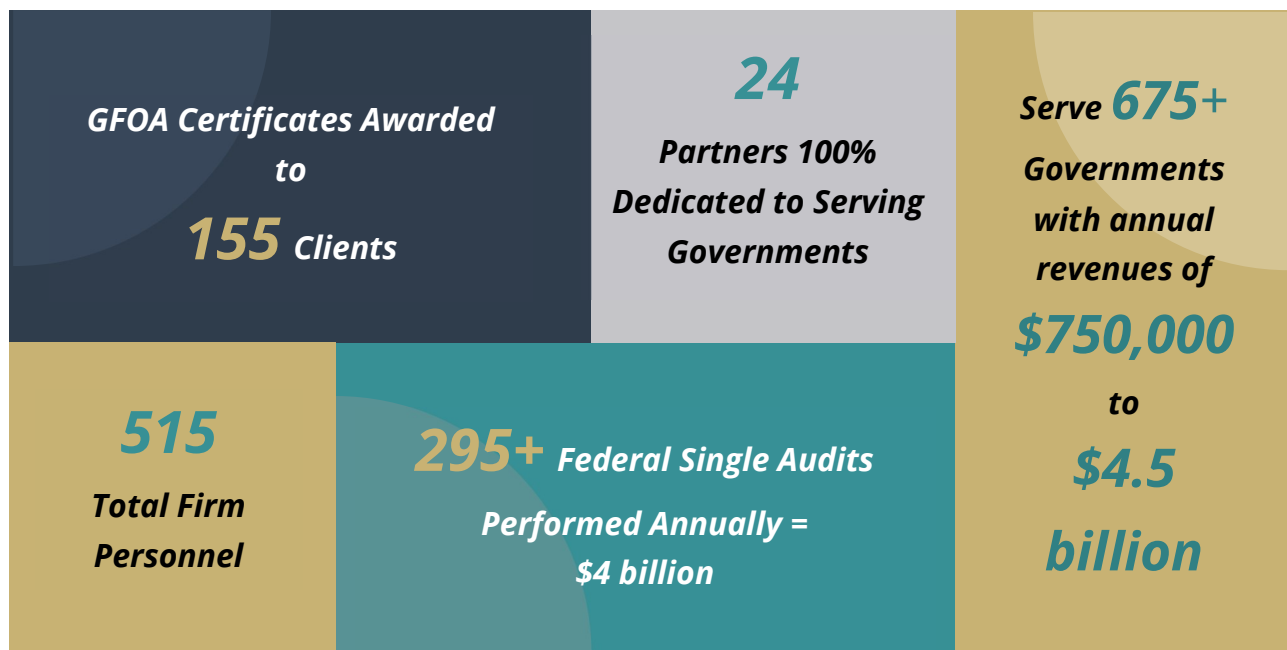 GFOA Certificates Awarded
to
155 Clients
24
Partners 100%
Dedicated to Serving
Governments
Serve 675+
Governments
with annual
revenues of
$750,000
to
$4.5
billion
515
Total Firm
Personnel
295+ Federal Single Audits
Performed Annually =
$4 billion